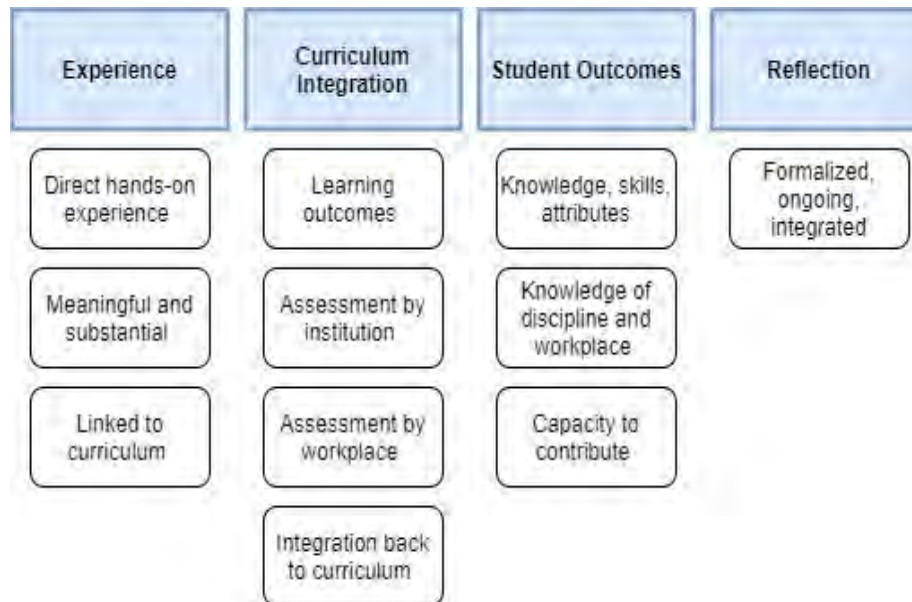 Experience
Curriculum
Integration
Student Outcomes
Reflection
Direct hands-on
experience
Meaningful and
substantial
Linked to
curriculum
Learning
outcomes
Assessment by
institution
Assessment by
workplace
Integration back
to curriculum
Knowledge, skills,
attributes
Knowledge of
discipline and
workplace
Capacity to
contribute
Formalized,
ongoing,
integrated